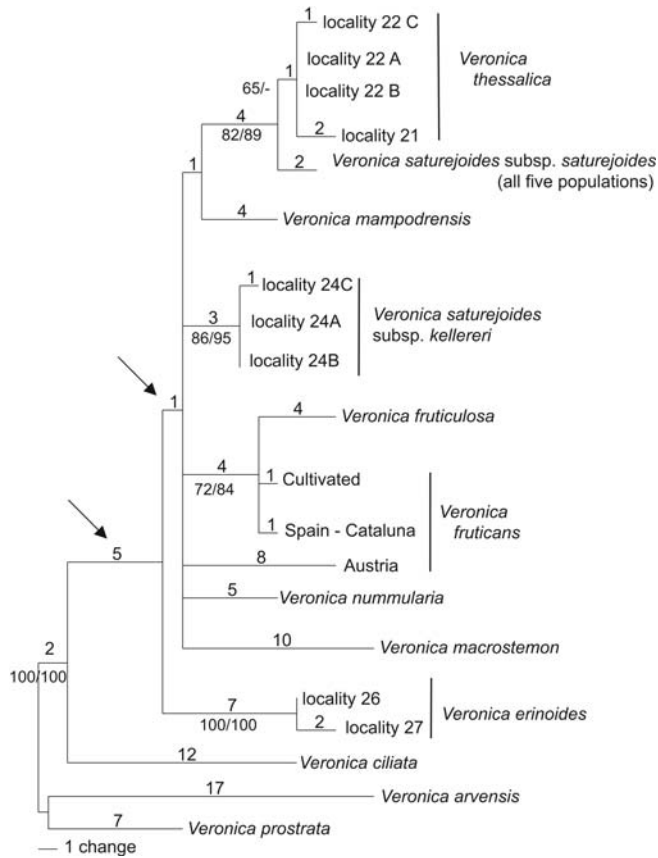 1
locality 22 C
locality 22 A
1
Veronica
thessalica
65/-
locality 22 B
4
82/89
2
locality 21
1
2
Veronica saturejoides subsp. saturejoides
(all five populations)
4
Veronica mampodrensis
1
locality 24C
3
86/95
locality 24A
Veronica saturejoides
subsp. kellereri
locality 24B
1
4
Veronica fruticulosa
4
72/84
1
Cultivated
Veronica
fruticans
1
Spain - Cataluna
5
8
Austria
5
Veronica nummularia
2
100/100
10
Veronica macrostemon
7
100/100
locality 26
2
locality 27
Veronica erinoides
12
Veronica ciliata
17
Veronica arvensis
7
Veronica prostrata
1 change